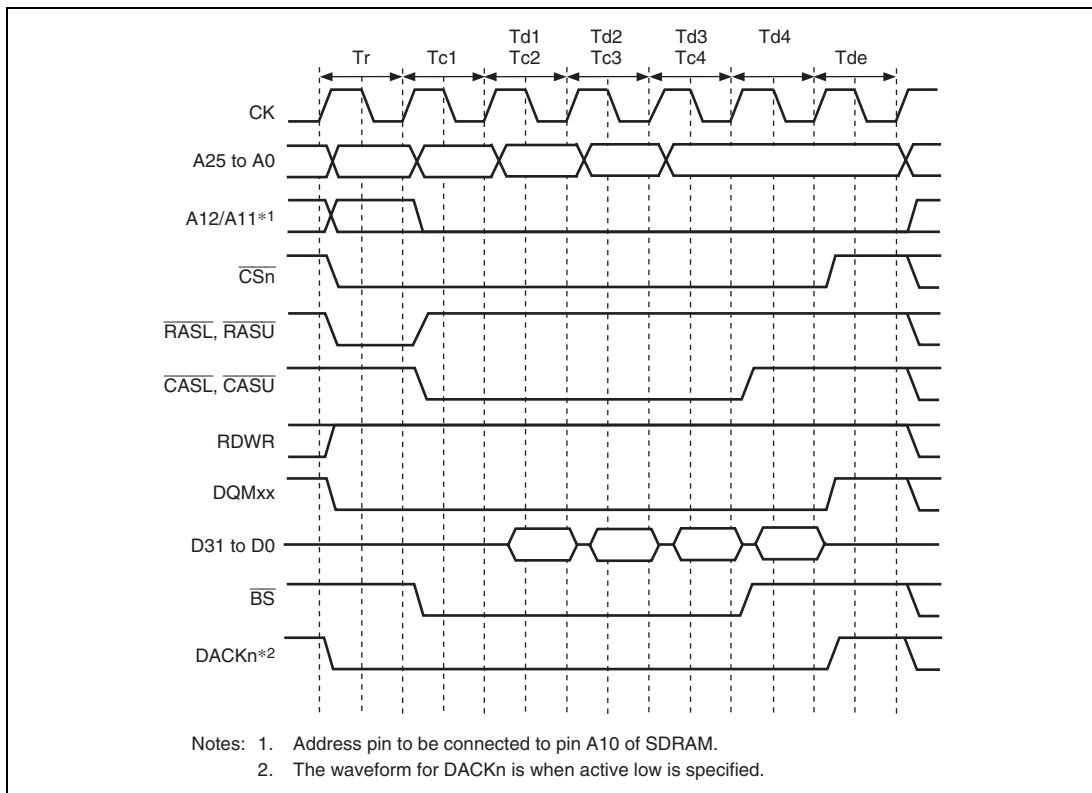 Td1 Td2 Td3 Td4
Tr Tc1 Tc2 Tc3 Tc4 Tde
CK
A25 to A0
A12/A11*1
CSn
RASL, RASU
CASL, CASU
RDWR
DQMxx
D31 to D0
BS
DACKn*2
Notes: 1. Address pin to be connected to pin A10 of SDRAM.
2. The waveform for DACKn is when active low is specified.